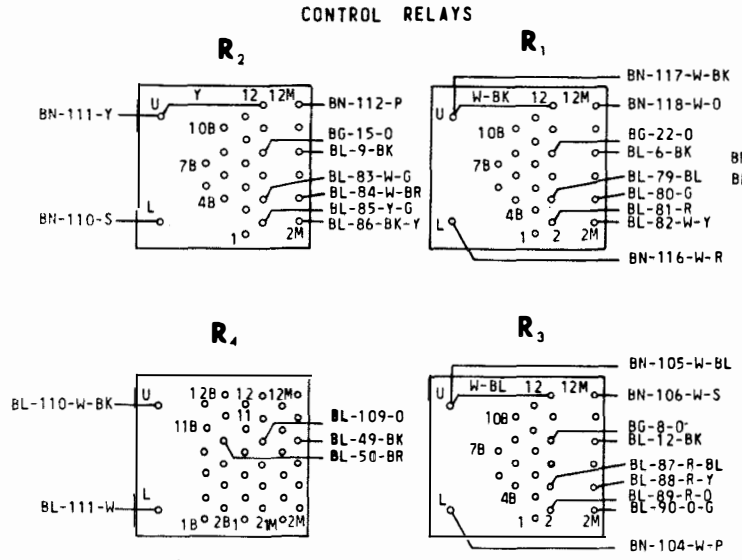 CONTROL RELAYS
R2
U
Y
12
12M
BN-111-Y
BN-112-P
10B
BG-15-O
BL-9-BK
7B
BL-83-W-G
4B
BL-84-W-BR
L
BL-85-Y-G
BN-110-S
1
2M
BL-86-BK-Y
R1
BN-117-W-BK
U
W-BK
12
12M
BN-118-W-O
10B
BG-22-O
BL-6-BK
7B
BL-79-BL
BL-80-G
4B
BL-81-R
L
1
2
2M
BL-82-W-Y
BN-116-W-R
R4
12B
12
12M
U
BL-110-W-BK
11
BL-109-O
11B
BL-49-BK
BL-50-BR
L
BL-111-W
1B
2B
1
2
1M
2M
R3
BN-105-W-BL
U
W-BL
12
12M
BN-106-W-S
10B
BG-8-O
BL-12-BK
7B
BL-87-R-BL
BL-88-R-Y
4B
BL-89-R-O
L
1
2
2M
BL-90-O-G
BN-104-W-P